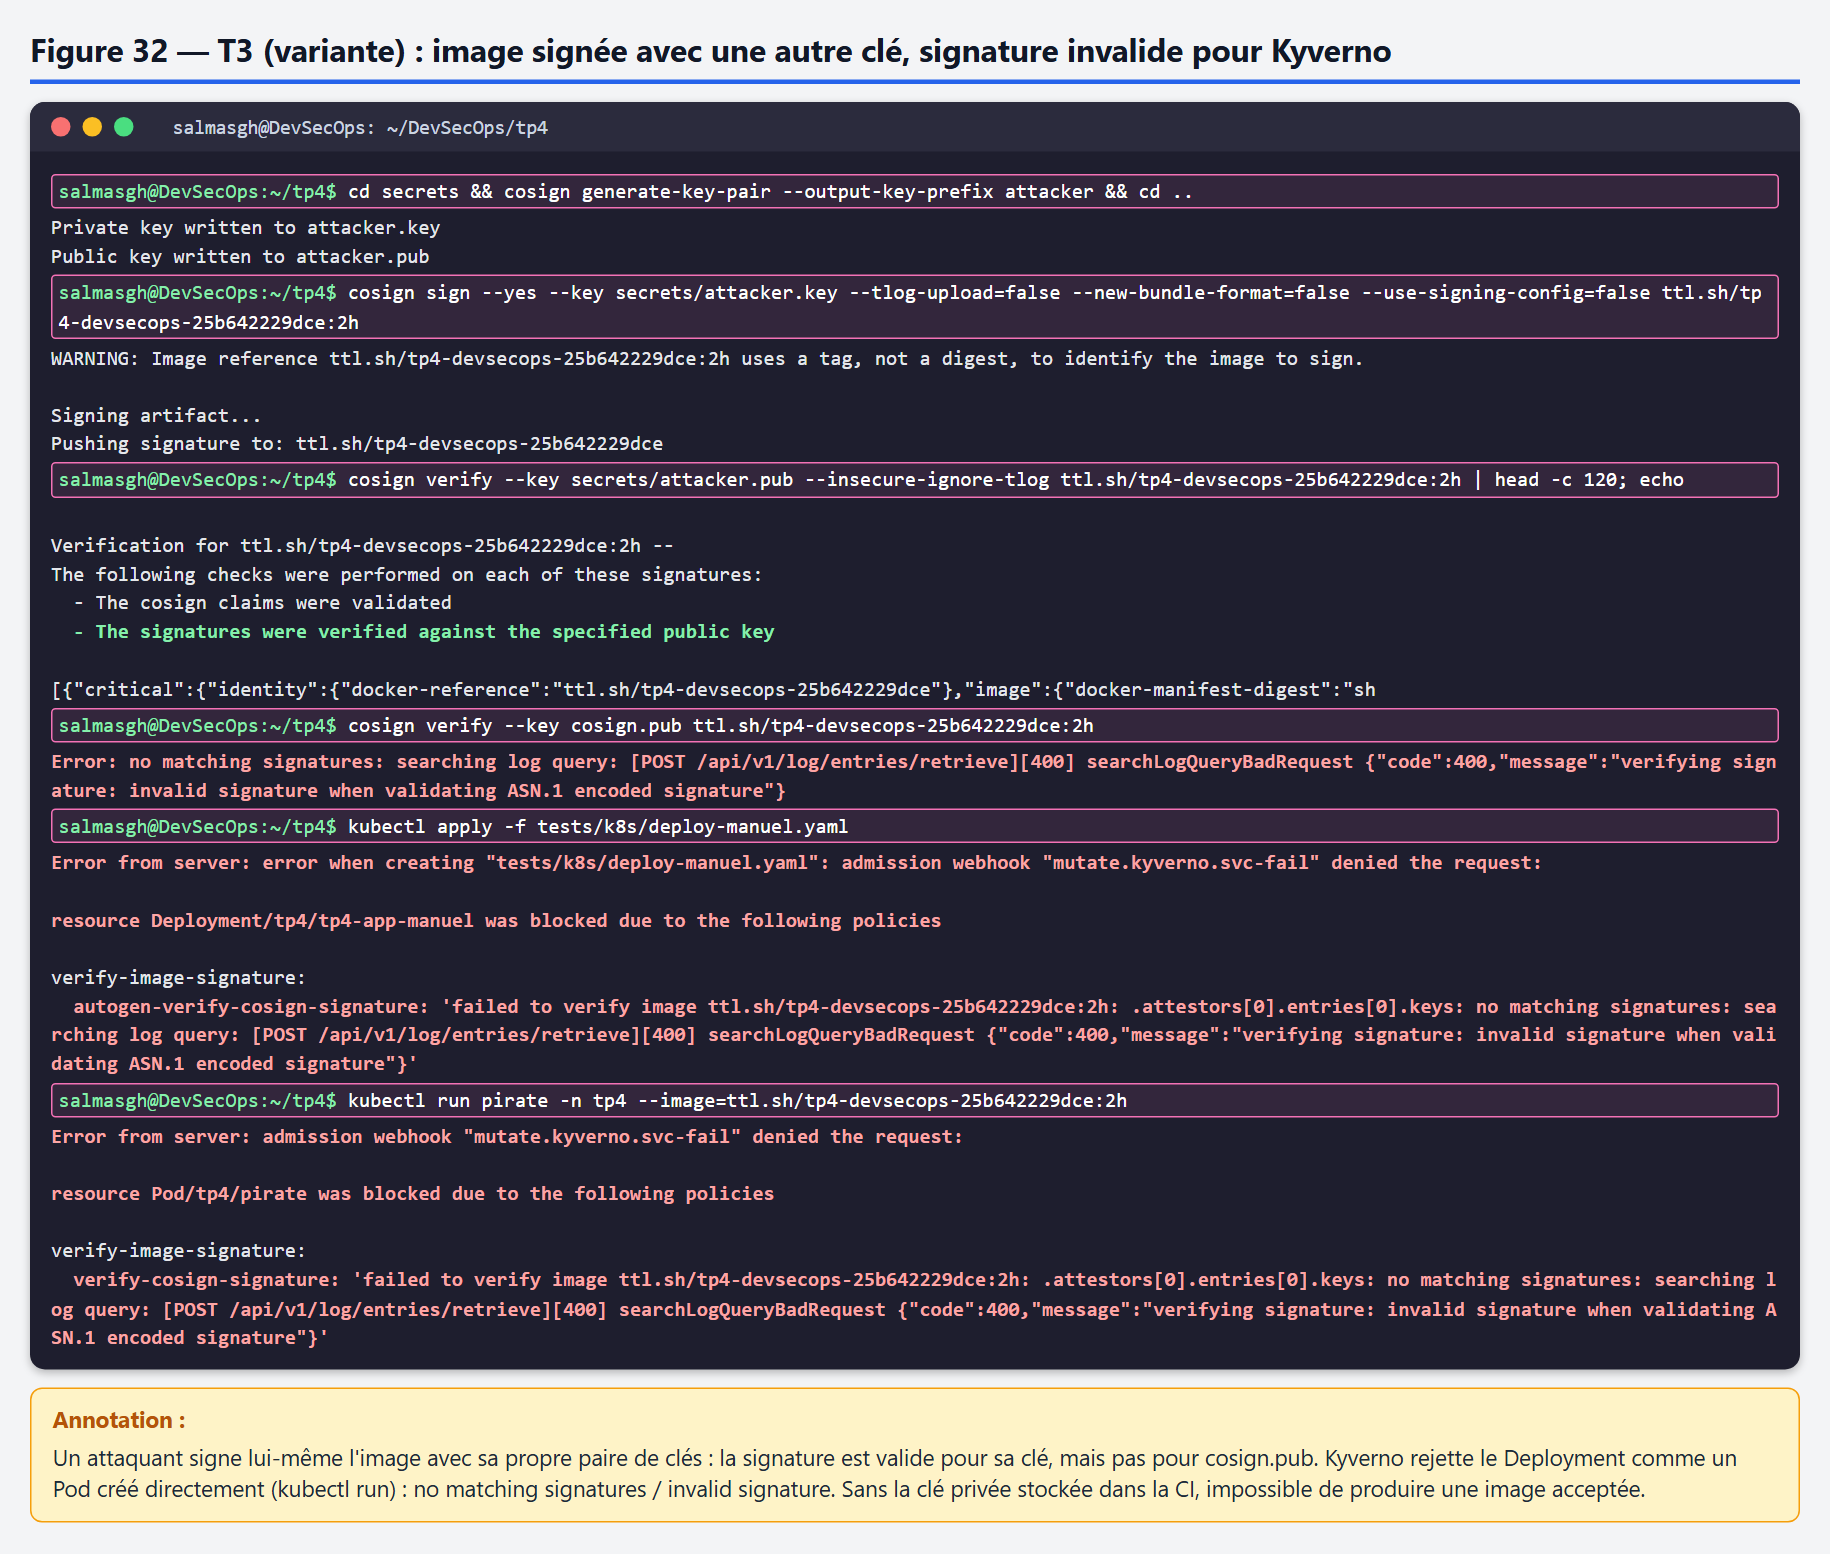 Figure 32 — T3 (variante) : image signée avec une autre clé, signature invalide pour Kyverno
salmasgh@DevSecOps: ~/DevSecOps/tp4
salmasgh@DevSecOps:~/tp4$ cd secrets && cosign generate-key-pair --output-key-prefix attacker && cd ..
Private key written to attacker.key
Public key written to attacker.pub
salmasgh@DevSecOps:~/tp4$ cosign sign --yes --key secrets/attacker.key --tlog-upload=false --new-bundle-format=false --use-signing-config=false ttl.sh/tp
4-devsecops-25b642229dce:2h
WARNING: Image reference ttl.sh/tp4-devsecops-25b642229dce:2h uses a tag, not a digest, to identify the image to sign.
Signing artifact...
Pushing signature to: ttl.sh/tp4-devsecops-25b642229dce
salmasgh@DevSecOps:~/tp4$ cosign verify --key secrets/attacker.pub --insecure-ignore-tlog ttl.sh/tp4-devsecops-25b642229dce:2h | head -c 120; echo
Verification for ttl.sh/tp4-devsecops-25b642229dce:2h --
The following checks were performed on each of these signatures:
  - The cosign claims were validated
  - The signatures were verified against the specified public key
[{"critical":{"identity":{"docker-reference":"ttl.sh/tp4-devsecops-25b642229dce"},"image":{"docker-manifest-digest":"sh
salmasgh@DevSecOps:~/tp4$ cosign verify --key cosign.pub ttl.sh/tp4-devsecops-25b642229dce:2h
Error: no matching signatures: searching log query: [POST /api/v1/log/entries/retrieve][400] searchLogQueryBadRequest {"code":400,"message":"verifying sign
ature: invalid signature when validating ASN.1 encoded signature"}
salmasgh@DevSecOps:~/tp4$ kubectl apply -f tests/k8s/deploy-manuel.yaml
Error from server: error when creating "tests/k8s/deploy-manuel.yaml": admission webhook "mutate.kyverno.svc-fail" denied the request:
resource Deployment/tp4/tp4-app-manuel was blocked due to the following policies
verify-image-signature:
  autogen-verify-cosign-signature: 'failed to verify image ttl.sh/tp4-devsecops-25b642229dce:2h: .attestors[0].entries[0].keys: no matching signatures: sea
rching log query: [POST /api/v1/log/entries/retrieve][400] searchLogQueryBadRequest {"code":400,"message":"verifying signature: invalid signature when vali
dating ASN.1 encoded signature"}'
salmasgh@DevSecOps:~/tp4$ kubectl run pirate -n tp4 --image=ttl.sh/tp4-devsecops-25b642229dce:2h
Error from server: admission webhook "mutate.kyverno.svc-fail" denied the request:
resource Pod/tp4/pirate was blocked due to the following policies
verify-image-signature:
  verify-cosign-signature: 'failed to verify image ttl.sh/tp4-devsecops-25b642229dce:2h: .attestors[0].entries[0].keys: no matching signatures: searching l
og query: [POST /api/v1/log/entries/retrieve][400] searchLogQueryBadRequest {"code":400,"message":"verifying signature: invalid signature when validating A
SN.1 encoded signature"}'
Annotation :
Un attaquant signe lui-même l'image avec sa propre paire de clés : la signature est valide pour sa clé, mais pas pour cosign.pub. Kyverno rejette le Deployment comme un
Pod créé directement (kubectl run) : no matching signatures / invalid signature. Sans la clé privée stockée dans la CI, impossible de produire une image acceptée.